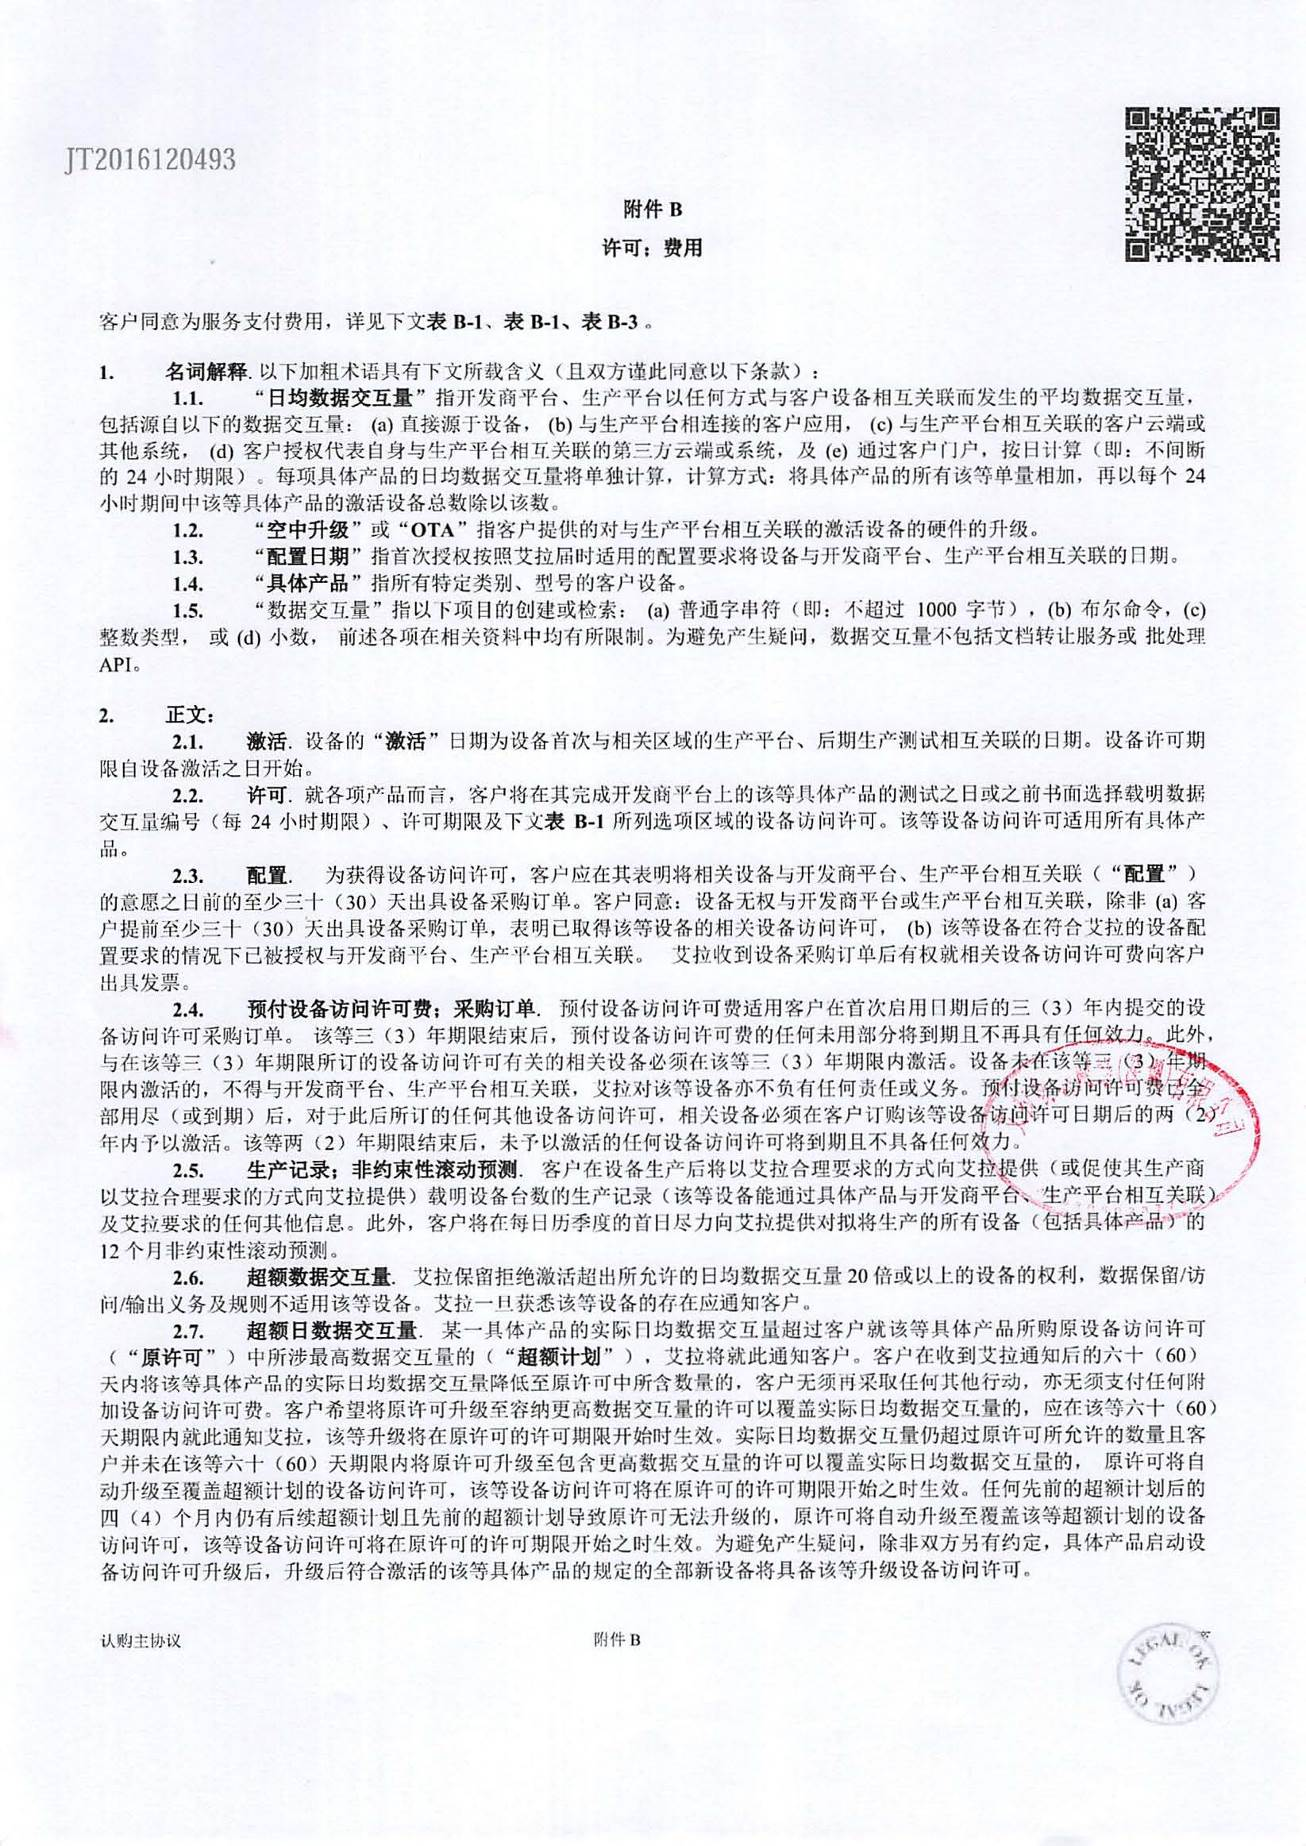 JT2016120493
附件 B
许可；费用
客户同意为服务支付费用，详见下文表 B-1、表 B-1、表 B-3 。
1. 名词解释. 以下加粗术语具有下文所载含义（且双方谨此同意以下条款）：
1.1. “日均数据交互量”指开发商平台、生产平台以任何方式与客户设备相互关联而发生的平均数据交互量，
包括源自以下的数据交互量： (a) 直接源于设备， (b) 与生产平台相连接的客户应用， (c) 与生产平台相互关联的客户云端或
其他系统， (d) 客户授权代表自身与生产平台相互关联的第三方云端或系统，及 (e) 通过客户门户，按日计算（即：不间断
的 24 小时期限）。每项具体产品的日均数据交互量将单独计算，计算方式：将具体产品的所有该等单量相加，再以每个 24
小时期间中该等具体产品的激活设备总数除以该数。
1.2. “空中升级”或“OTA”指客户提供的对与生产平台相互关联的激活设备的硬件的升级。
1.3. “配置日期”指首次授权按照艾拉届时适用的配置要求将设备与开发商平台、生产平台相互关联的日期。
1.4. “具体产品”指所有特定类别、型号的客户设备。
1.5. “数据交互量”指以下项目的创建或检索： (a) 普通字串符（即：不超过 1000 字节）, (b) 布尔命令, (c)
整数类型， 或 (d) 小数， 前述各项在相关资料中均有所限制。为避免产生疑问，数据交互量不包括文档转让服务或 批处理
API。
2. 正文：
2.1. 激活. 设备的“激活”日期为设备首次与相关区域的生产平台、后期生产测试相互关联的日期。设备许可期
限自设备激活之日开始。
2.2. 许可. 就各项产品而言，客户将在其完成开发商平台上的该等具体产品的测试之日或之前书面选择载明数据
交互量编号（每 24 小时期限）、许可期限及下文表 B-1 所列选项区域的设备访问许可。该等设备访问许可适用所有具体产
品。
2.3. 配置. 为获得设备访问许可，客户应在其表明将相关设备与开发商平台、生产平台相互关联（“配置”）
的意愿之日前的至少三十（30）天出具设备采购订单。客户同意：设备无权与开发商平台或生产平台相互关联，除非 (a) 客
户提前至少三十（30）天出具设备采购订单，表明已取得该等设备的相关设备访问许可， (b) 该等设备在符合艾拉的设备配
置要求的情况下已被授权与开发商平台、生产平台相互关联。 艾拉收到设备采购订单后有权就相关设备访问许可费向客户
出具发票。
2.4. 预付设备访问许可费；采购订单. 预付设备访问许可费适用客户在首次启用日期后的三（3）年内提交的设
备访问许可采购订单。 该等三（3）年期限结束后，预付设备访问许可费的任何未用部分将到期且不再具有任何效力。此外，
与在该等三（3）年期限所订的设备访问许可有关的相关设备必须在该等三（3）年期限内激活。设备未在该等三（3）年期
限内激活的，不得与开发商平台、生产平台相互关联，艾拉对该等设备亦不负有任何责任或义务。预付设备访问许可费已全
部用尽（或到期）后，对于此后所订的任何其他设备访问许可，相关设备必须在客户订购该等设备访问许可日期后的两（2
年内予以激活。该等两（2）年期限结束后，未予以激活的任何设备访问许可将到期且不具备任何效力。
2.5. 生产记录；非约束性滚动预测. 客户在设备生产后将以艾拉合理要求的方式向艾拉提供（或促使其生产商
以艾拉合理要求的方式向艾拉提供）载明设备台数的生产记录（该等设备能通过具体产品与开发商平台、生产平台相互关联）
及艾拉要求的任何其他信息。此外，客户将在每日历季度的首日尽力向艾拉提供对拟将生产的所有设备（包括具体产品）的
12 个月非约束性滚动预测。
2.6. 超额数据交互量. 艾拉保留拒绝激活超出所允许的日均数据交互量 20 倍或以上的设备的权利，数据保留/访
问/输出义务及规则不适用该等设备。艾拉一旦获悉该等设备的存在应通知客户。
2.7. 超额日数据交互量. 某一具体产品的实际日均数据交互量超过客户就该等具体产品所购原设备访问许可
（“原许可”）中所涉最高数据交互量的（“超额计划”），艾拉将就此通知客户。客户在收到艾拉通知后的六十（60）
天内将该等具体产品的实际日均数据交互量降低至原许可中所含数量的，客户无须再采取任何其他行动，亦无须支付任何附
加设备访问许可费。客户希望将原许可升级至容纳更高数据交互量的许可以覆盖实际日均数据交互量的，应在该等六十（60）
天期限内就此通知艾拉，该等升级将在原许可的许可期限开始时生效。实际日均数据交互量仍超过原许可所允许的数量且客
户并未在该等六十（60）天期限内将原许可升级至包含更高数据交互量的许可以覆盖实际日均数据交互量的， 原许可将自
动升级至覆盖超额计划的设备访问许可，该等设备访问许可将在原许可的许可期限开始之时生效。任何先前的超额计划后的
四（4）个月内仍有后续超额计划且先前的超额计划导致原许可无法升级的，原许可将自动升级至覆盖该等超额计划的设备
访问许可，该等设备访问许可将在原许可的许可期限开始之时生效。为避免产生疑问，除非双方另有约定，具体产品启动设
备访问许可升级后，升级后符合激活的该等具体产品的规定的全部新设备将具备该等升级设备访问许可。
认购主协议 附件 B
LEGAL OK LEGAL OK